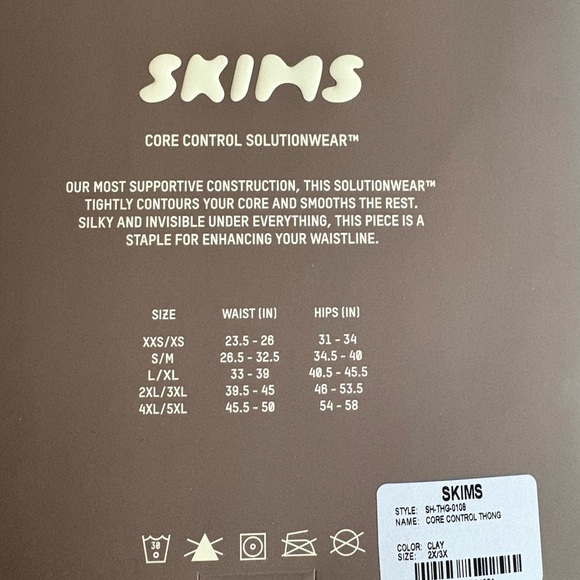 SKIMS
CORE CONTROL SOLUTIONWEAR™
OUR MOST SUPPORTIVE CONSTRUCTION, THIS SOLUTIONWEAR™
TIGHTLY CONTOURS YOUR CORE AND SMOOTHS THE REST.
SILKY AND INVISIBLE UNDER EVERYTHING, THIS PIECE IS A
STAPLE FOR ENHANCING YOUR WAISTLINE.
SIZE WAIST (IN) HIPS (IN)
XXS/XS 23.5 - 26 31 - 34
S/M 26.5 - 32.5 34.5 - 40
L/XL 33 - 39 40.5 - 45.5
2XL/3XL 39.5 - 45 46 - 53.5
4XL/5XL 45.5 - 50 54 - 58
30
SKIMS
STYLE: SH-THG-0108
NAME: CORE CONTROL THONG
COLOR: CLAY
SIZE: 2X/3X